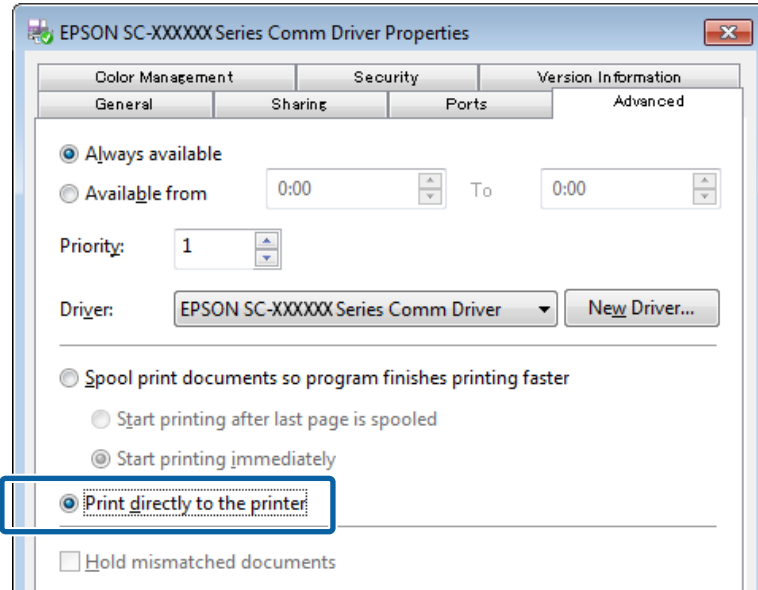 EPSON SC-XXXXXX Series Comm Driver Properties
Color Management Security Version Information
General Sharing Ports Advanced
Always available
Available from 0:00 To 0:00
Priority: 1
Driver: EPSON SC-XXXXXX Series Comm Driver New Driver...
Spool print documents so program finishes printing faster
Start printing after last page is spooled
Start printing immediately
Print directly to the printer
Hold mismatched documents